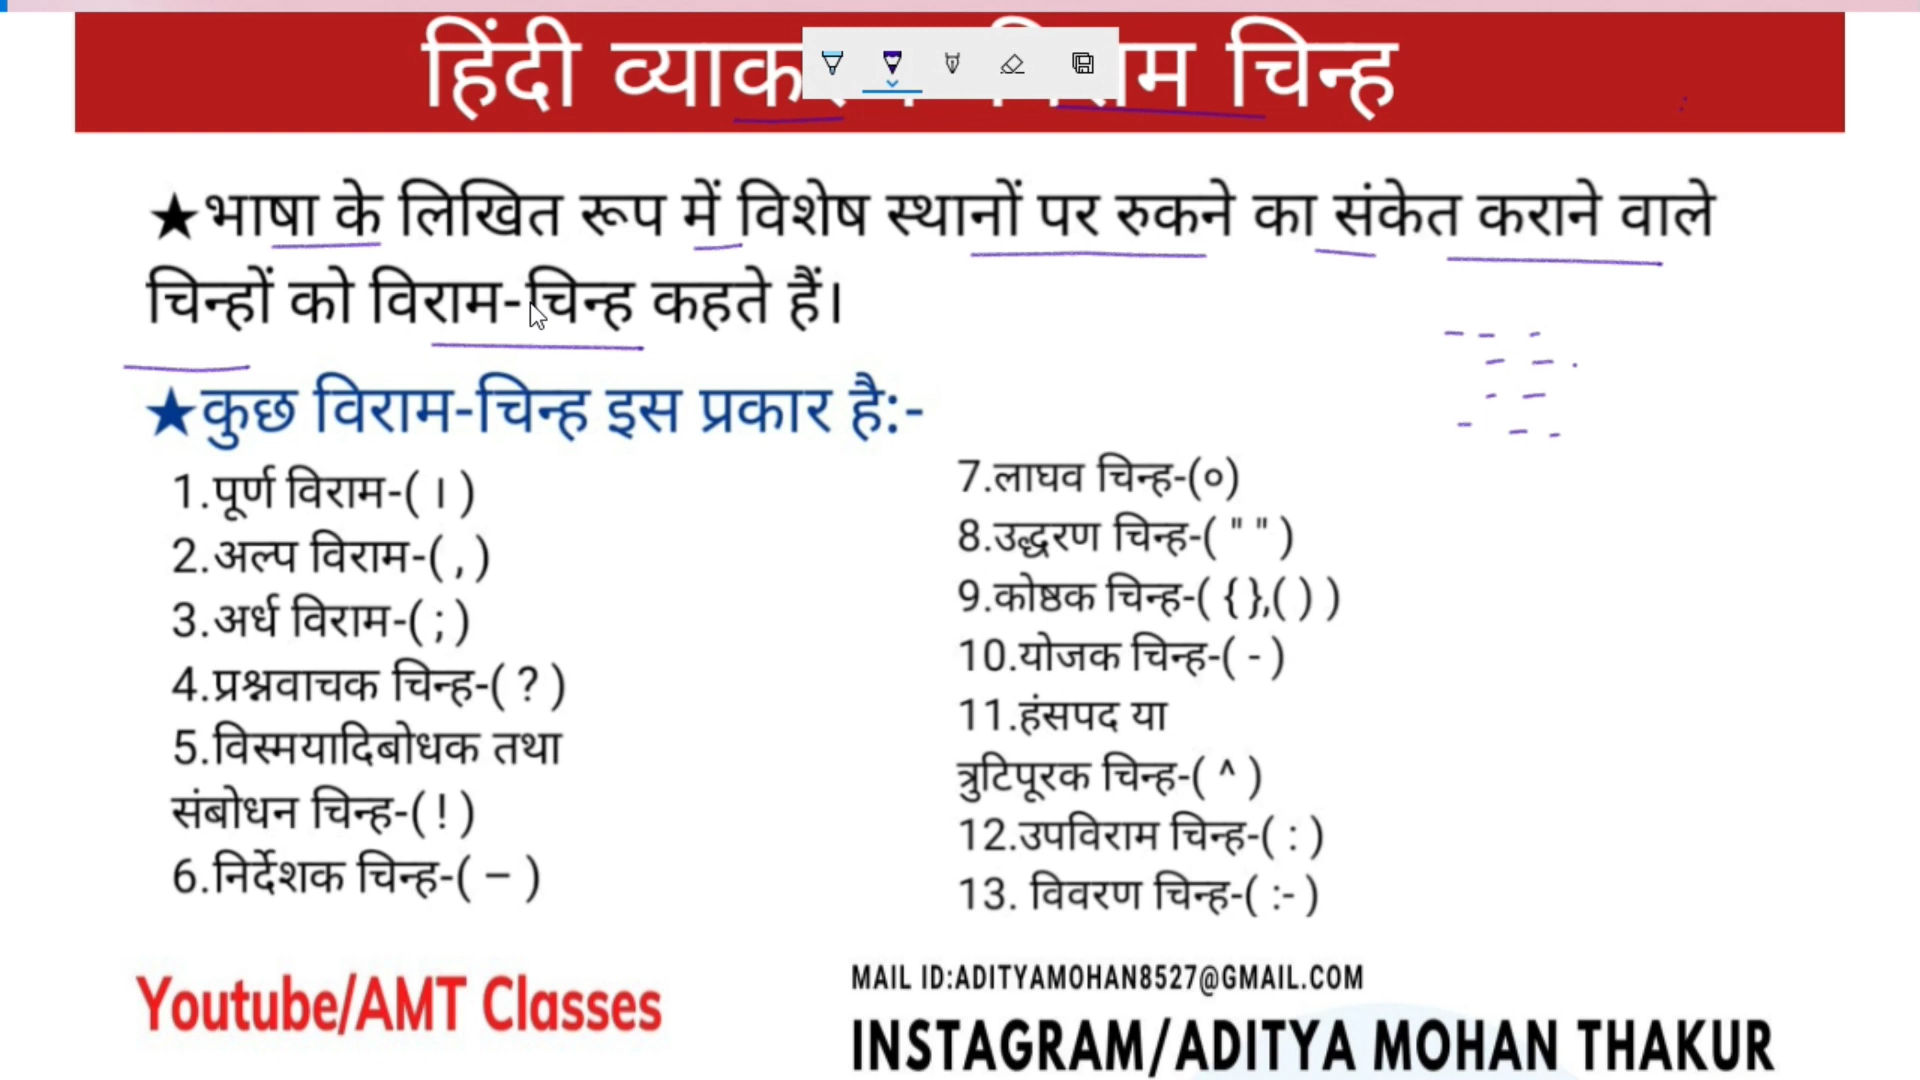 हिंदी म चिन्ह
★भाषा के लिखित रूप में विशेष स्थानों पर रुकने का संकेत कराने वाले
चिन्हों को विराम-चिन्ह कहते हैं।
★कुछ विराम-चिन्ह इस प्रकार है:-
1.पूर्ण विराम-( । )
2.अल्प विराम-( , )
3.अर्ध विराम-( ; )
4.प्रश्नवाचक चिन्ह-( ? )
5.विस्मयादिबोधक तथा
संबोधन चिन्ह-( ! )
6.निर्देशक चिन्ह-( – )
7.लाघव चिन्ह-(०)
8.उद्धरण चिन्ह-( " " )
9.कोष्ठक चिन्ह-( { },( ) )
10.योजक चिन्ह-( - )
11.हंसपद या
त्रुटिपूरक चिन्ह-( ^ )
12.उपविराम चिन्ह-( : )
13. विवरण चिन्ह-( :- )
Youtube/AMT Classes
MAIL ID:ADITYAMOHAN8527@GMAIL.COM
INSTAGRAM/ADITYA MOHAN THAKUR